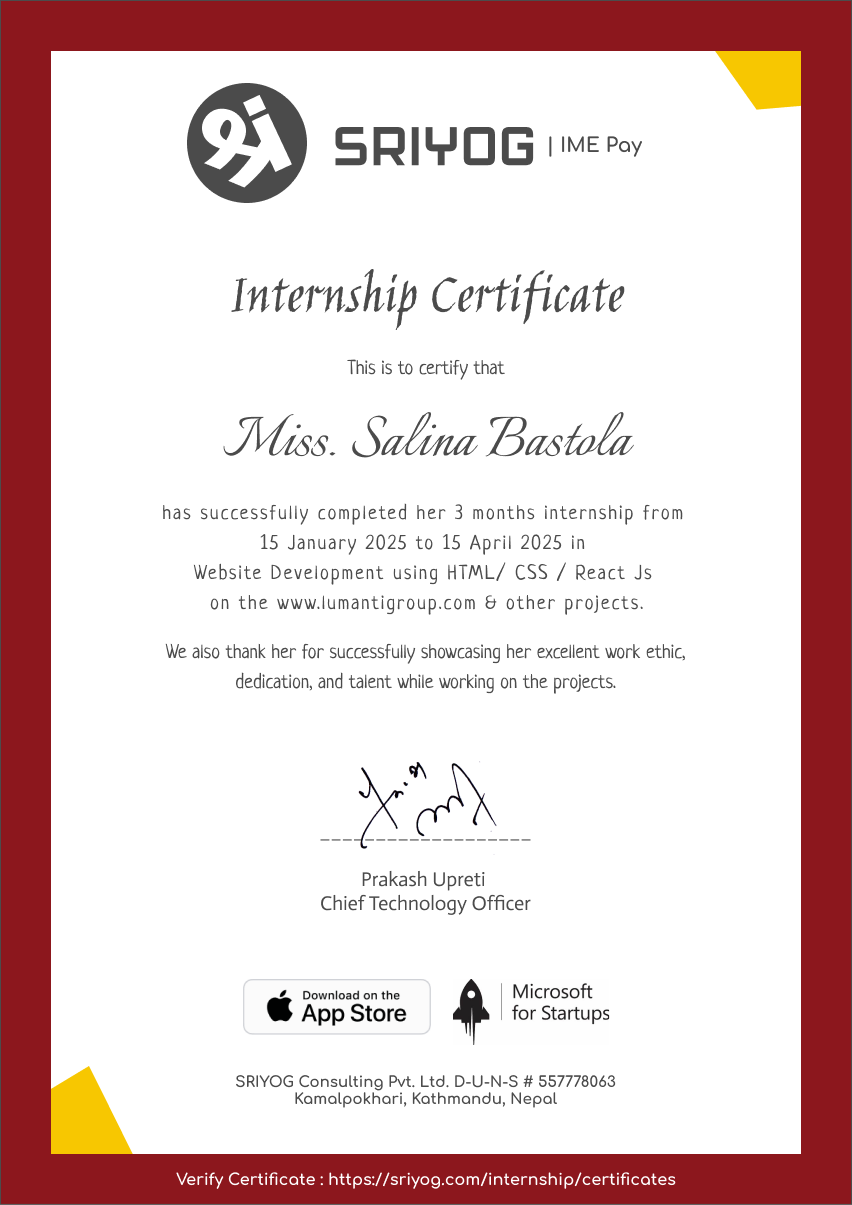 श्री
SRIYOG | IME Pay
Internship Certificate
This is to certify that
Miss. Salina Bastola
has successfully completed her 3 months internship from
15 January 2025 to 15 April 2025 in
Website Development using HTML/ CSS / React Js
on the www.lumantigroup.com & other projects.
We also thank her for successfully showcasing her excellent work ethic,
dedication, and talent while working on the projects.
Prakash Upreti
Chief Technology Officer
Download on the
App Store
Microsoft
for Startups
SRIYOG Consulting Pvt. Ltd. D-U-N-S # 557778063
Kamalpokhari, Kathmandu, Nepal
Verify Certificate : https://sriyog.com/internship/certificates